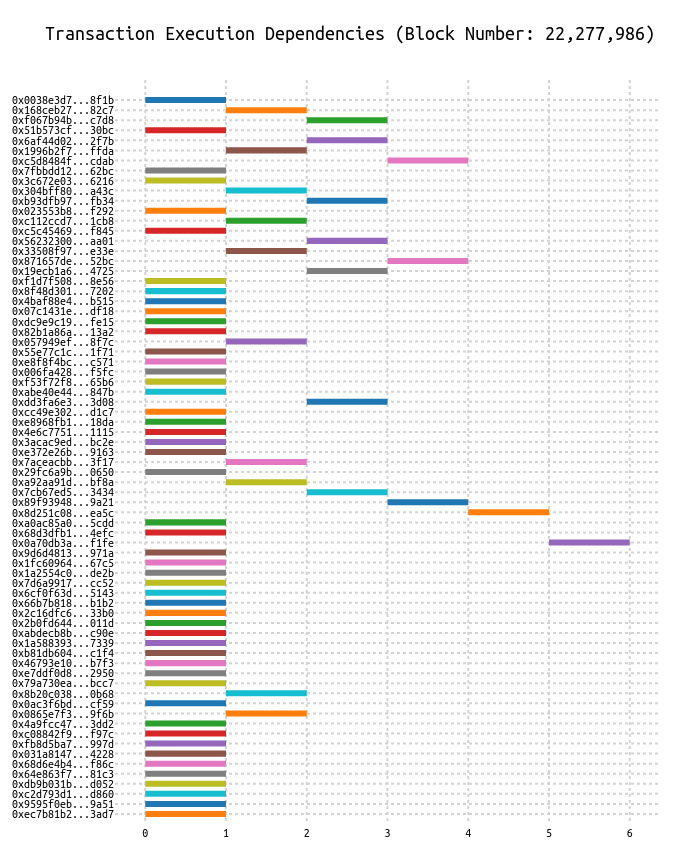 Transaction Execution Dependencies (Block Number: 22,277,986)
0x0038e3d7...8f1b
0x168ceb27...82c7
0xf067b94b...c7d8
0x51b573cf...30bc
0x6af44d02...2f7b
0x1996b2f7...ffda
0xc5d8484f...cdab
0x7fbbdd12...62bc
0x3c672e03...6216
0x304bff80...a43c
0xb93dfb97...fb34
0x023553b8...f292
0xc112ccd7...1cb8
0xc5c45469...f845
0x56232300...aa01
0x33508f97...e33e
0x871657de...52bc
0x19ecb1a6...4725
0xf1d7f508...8e56
0x8f48d301...7202
0x4baf88e4...b515
0x07c1431e...df18
0xdc9e9c19...fe15
0x82b1a86a...13a2
0x057949ef...8f7c
0x55e77c1c...1f71
0xe8f8f4bc...c571
0x006fa428...f5fc
0xf53f72f8...65b6
0xabe40e44...847b
0xdd3fa6e3...3d08
0xcc49e302...d1c7
0xe8968fb1...18da
0x4e6c7751...1115
0x3acac9ed...bc2e
0xe372e26b...9163
0x7aceacbb...3f17
0x29fc6a9b...0650
0xa92aa91d...bf8a
0x7cb67ed5...3434
0x89f93948...9a21
0x8d251c08...ea5c
0xa0ac85a0...5cdd
0x68d3dfb1...4efc
0x0a70db3a...f1fe
0x9d6d4813...971a
0x1fc60964...67c5
0x1a2554c0...de2b
0x7d6a9917...cc52
0x6cf0f63d...5143
0x66b7b818...b1b2
0x2c16dfc6...33b0
0x2b0fd644...011d
0xabdecb8b...c90e
0x1a588393...7339
0xb81db604...c1f4
0x46793e10...b7f3
0xe7ddf0d8...2950
0x79a730ea...bcc7
0x8b20c038...0b68
0x0ac3f6bd...cf59
0x0865e7f3...9f6b
0x4a9fcc47...3dd2
0xc08842f9...f97c
0xfb8d5ba7...997d
0x031a8147...4228
0x68d6e4b4...f86c
0x64e863f7...81c3
0xdb9b031b...d052
0xc2d793d1...d860
0x9595f0eb...9a51
0xec7b81b2...3ad7
0 1 2 3 4 5 6